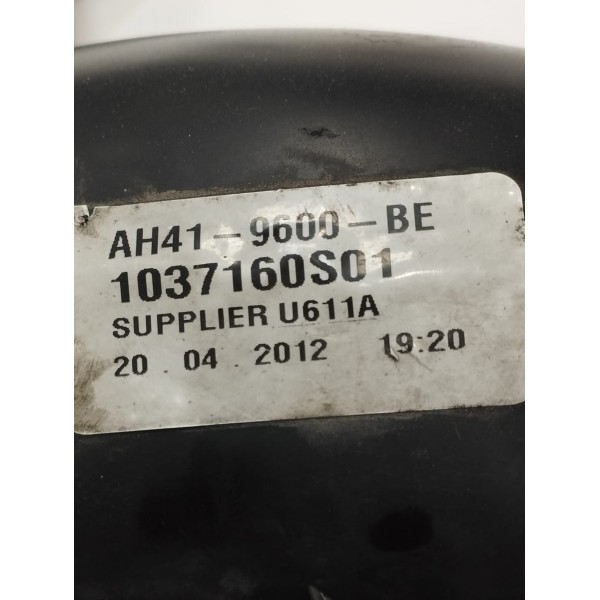 AH41-9600-BE
1037160S01
SUPPLIER U611A
20 . 04 . 2012 19:20